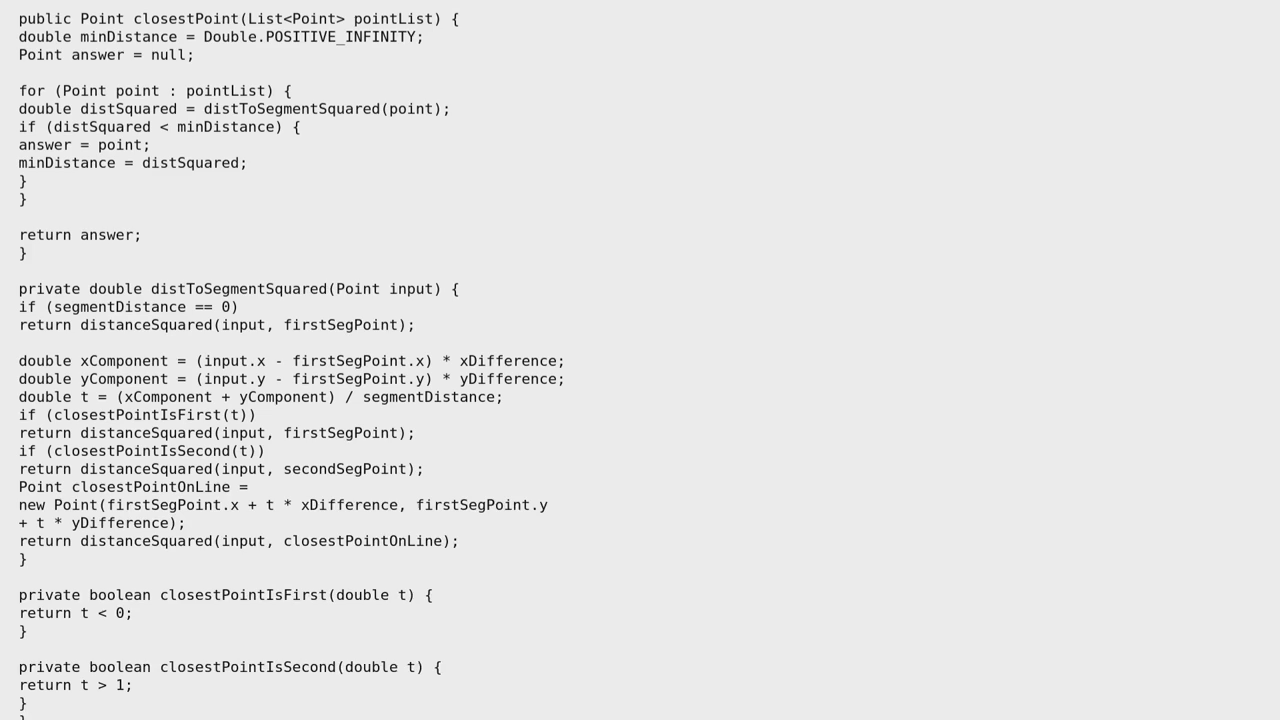 public Point closestPoint(List<Point> pointList) {
double minDistance = Double.POSITIVE_INFINITY;
Point answer = null;

for (Point point : pointList) {
double distSquared = distToSegmentSquared(point);
if (distSquared < minDistance) {
answer = point;
minDistance = distSquared;
}
}

return answer;
}

private double distToSegmentSquared(Point input) {
if (segmentDistance == 0)
return distanceSquared(input, firstSegPoint);

double xComponent = (input.x - firstSegPoint.x) * xDifference;
double yComponent = (input.y - firstSegPoint.y) * yDifference;
double t = (xComponent + yComponent) / segmentDistance;
if (closestPointIsFirst(t))
return distanceSquared(input, firstSegPoint);
if (closestPointIsSecond(t))
return distanceSquared(input, secondSegPoint);
Point closestPointOnLine =
new Point(firstSegPoint.x + t * xDifference, firstSegPoint.y
+ t * yDifference);
return distanceSquared(input, closestPointOnLine);
}

private boolean closestPointIsFirst(double t) {
return t < 0;
}

private boolean closestPointIsSecond(double t) {
return t > 1;
}
}